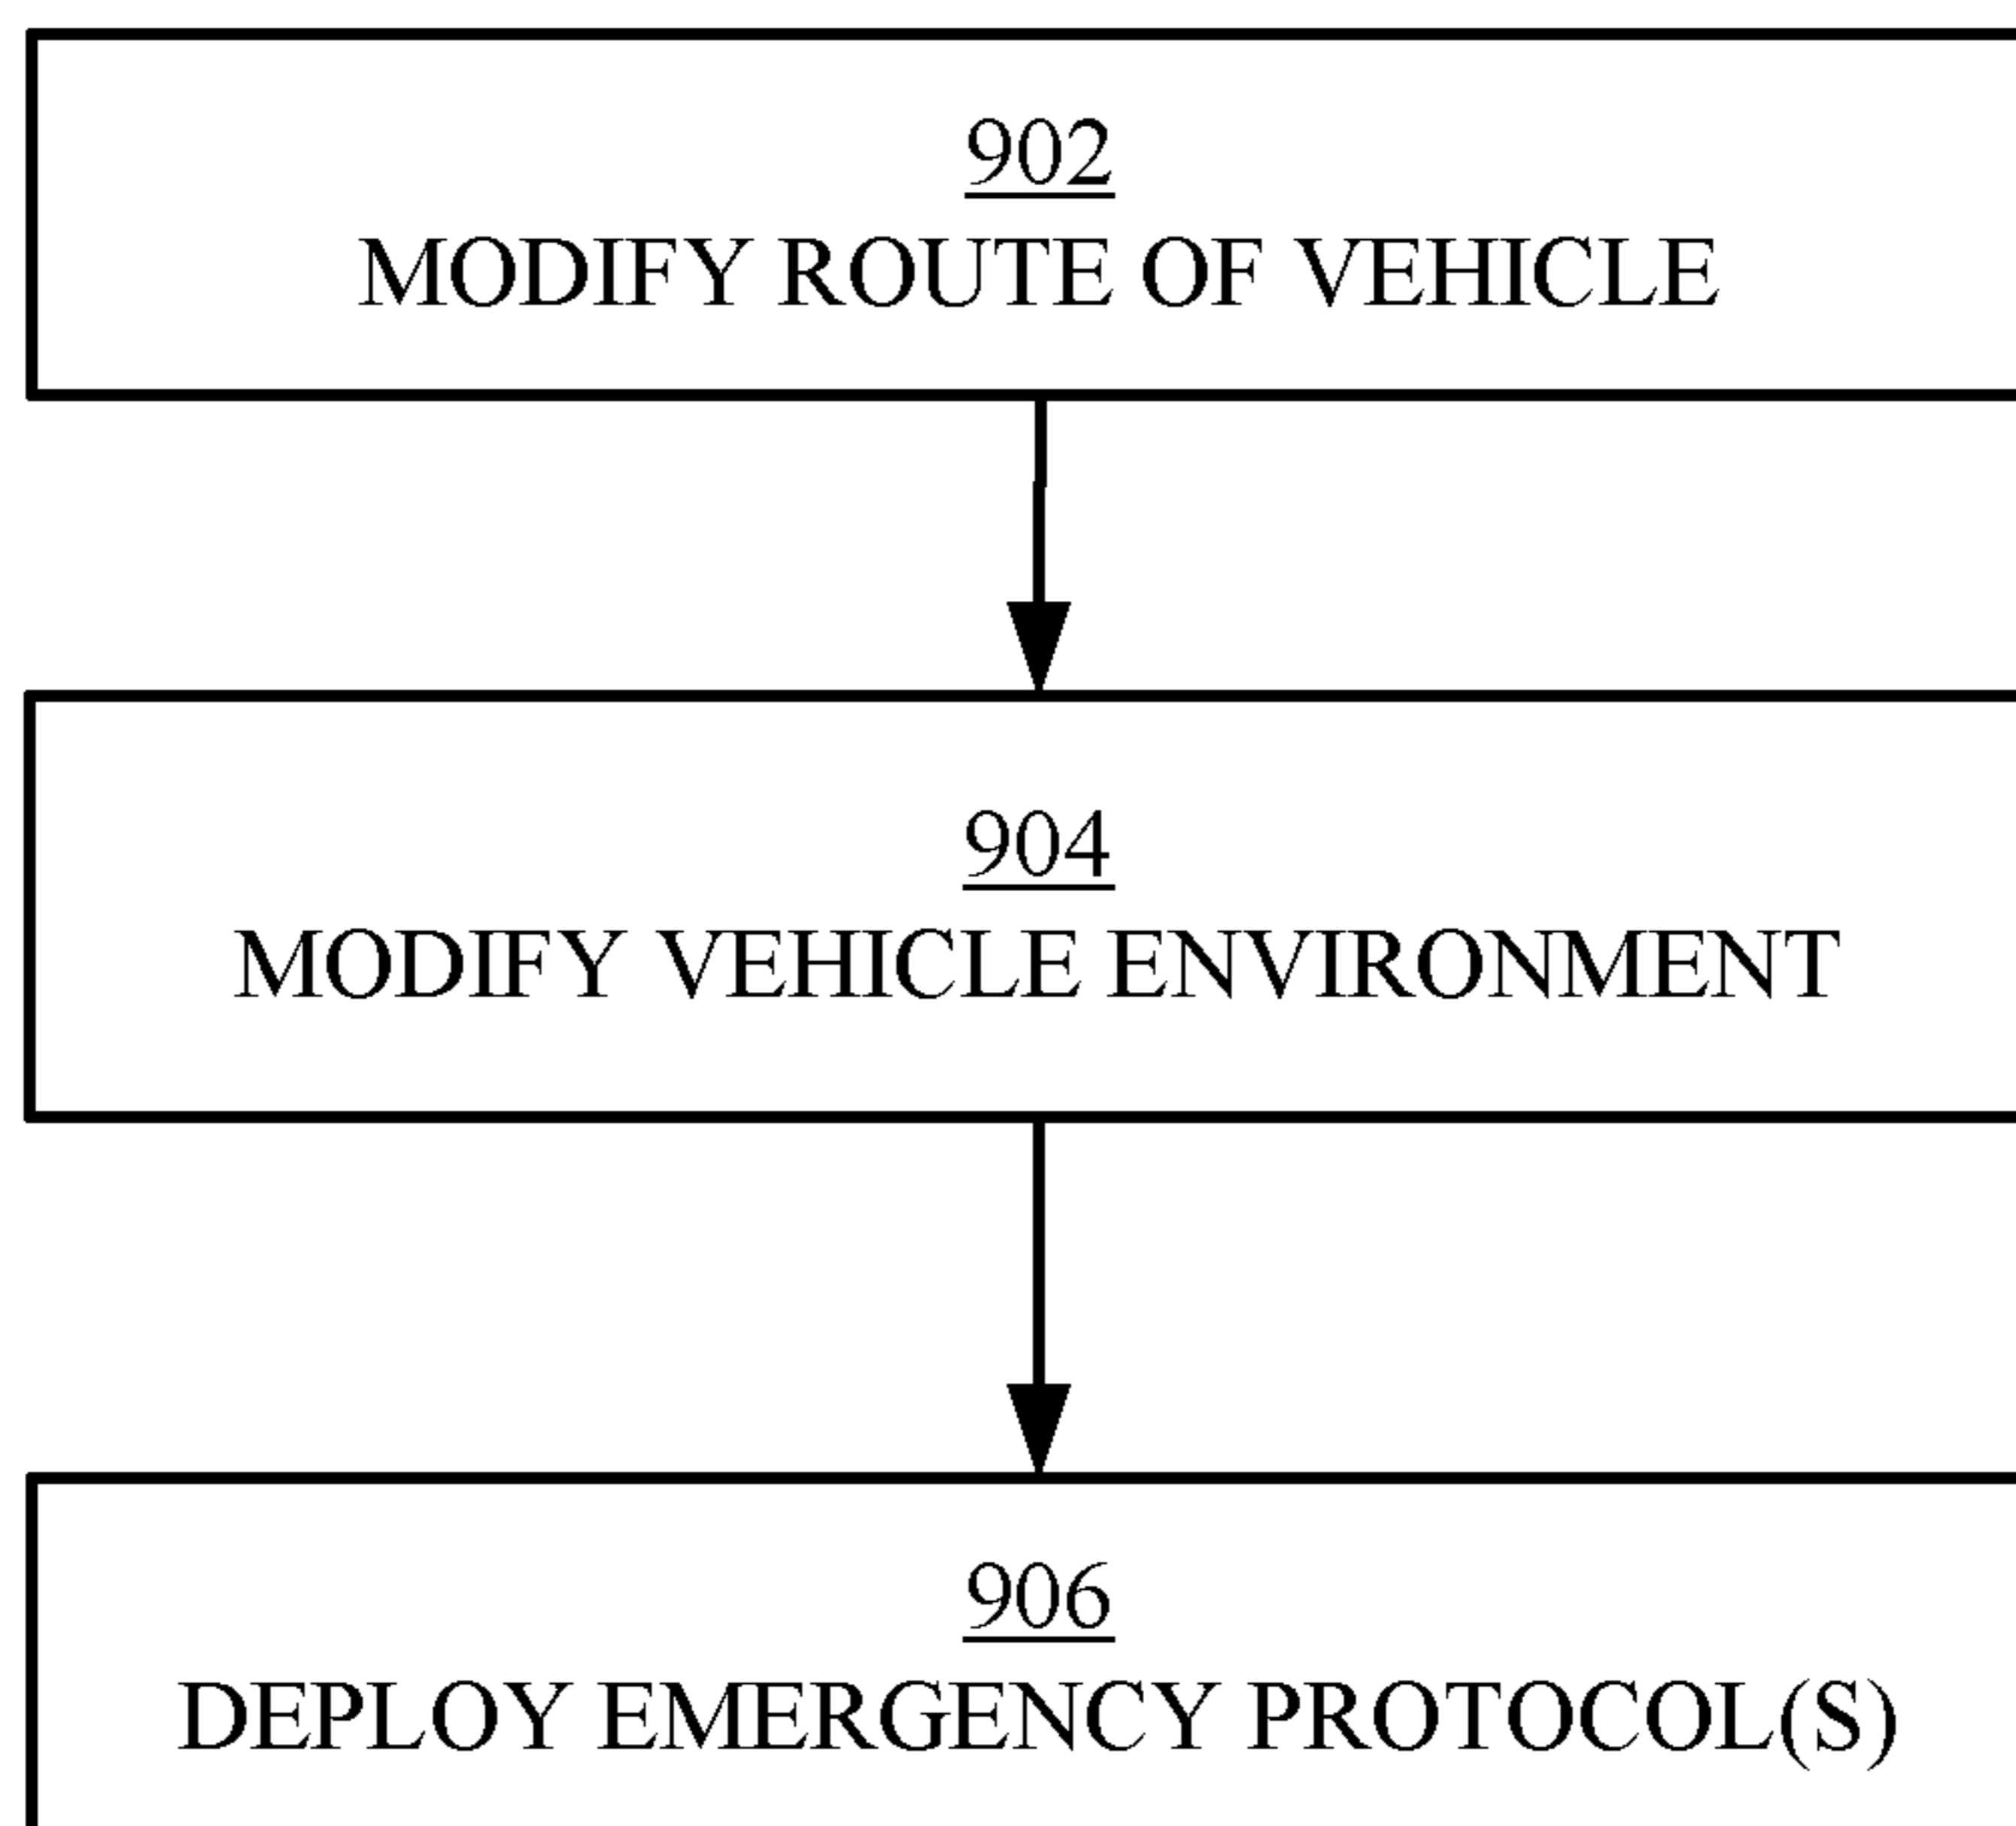 902
MODIFY ROUTE OF VEHICLE
904
MODIFY VEHICLE ENVIRONMENT
906
DEPLOY EMERGENCY PROTOCOL(S)